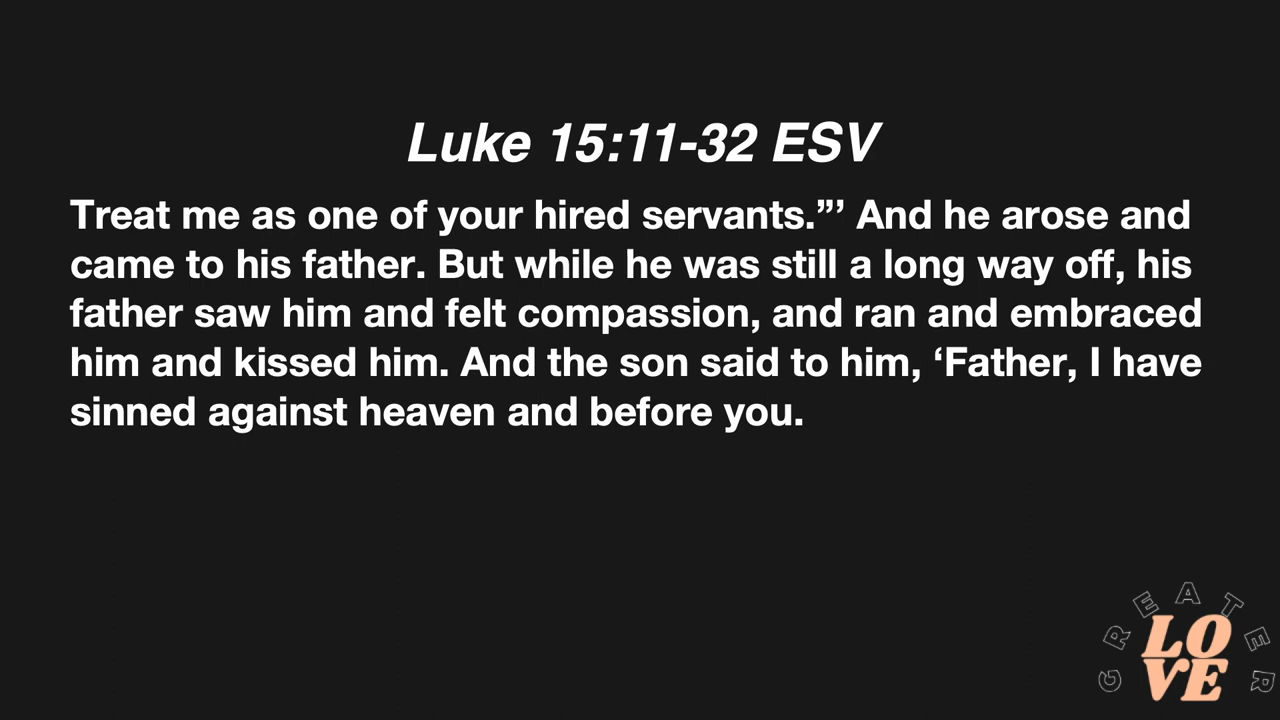 Luke 15:11-32 ESV
Treat me as one of your hired servants.”’ And he arose and
came to his father. But while he was still a long way off, his
father saw him and felt compassion, and ran and embraced
him and kissed him. And the son said to him, ‘Father, I have
sinned against heaven and before you.
GREATER
LO
VE